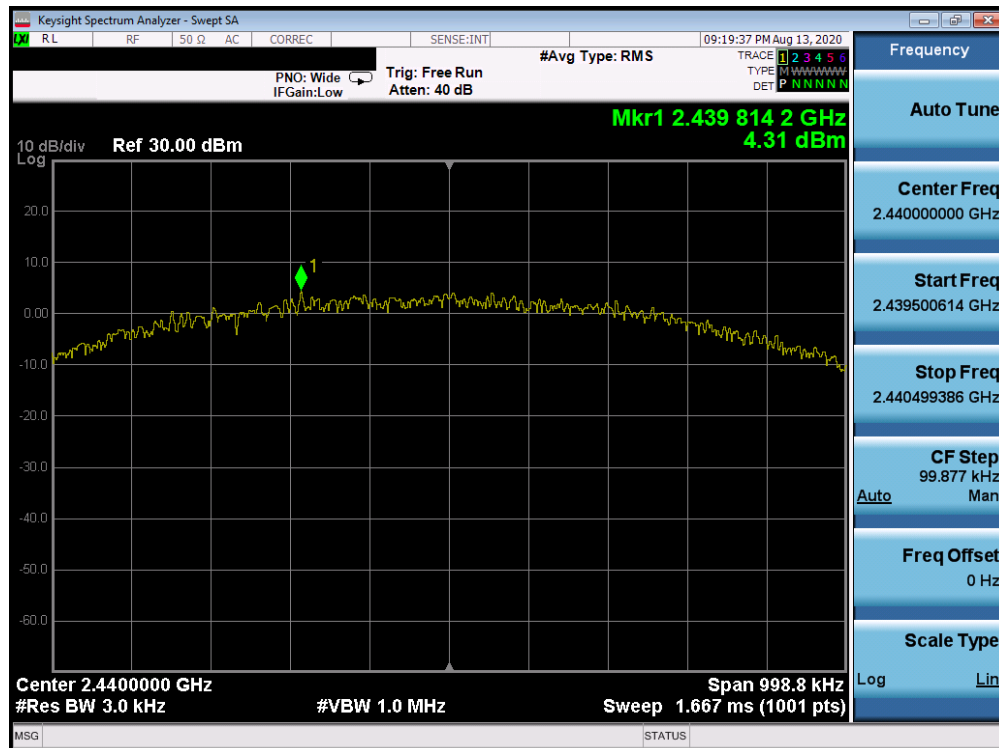 Keysight Spectrum Analyzer - Swept SA
LXI RL RF 50 Ω AC CORREC SENSE:INT 09:19:37 PM Aug 13, 2020
#Avg Type: RMS TRACE 1 2 3 4 5 6
PNO: Wide Trig: Free Run TYPE M WWWWW
IFGain:Low Atten: 40 dB DET P N N N N N
Mkr1 2.439 814 2 GHz
4.31 dBm
10 dB/div Ref 30.00 dBm
Log
20.0
10.0
1
0.00
-10.0
-20.0
-30.0
-40.0
-50.0
-60.0
Center 2.4400000 GHz Span 998.8 kHz
#Res BW 3.0 kHz #VBW 1.0 MHz Sweep 1.667 ms (1001 pts)
MSG STATUS
Frequency
Auto Tune
Center Freq
2.440000000 GHz
Start Freq
2.439500614 GHz
Stop Freq
2.440499386 GHz
CF Step
99.877 kHz
Auto Man
Freq Offset
0 Hz
Scale Type
Log Lin